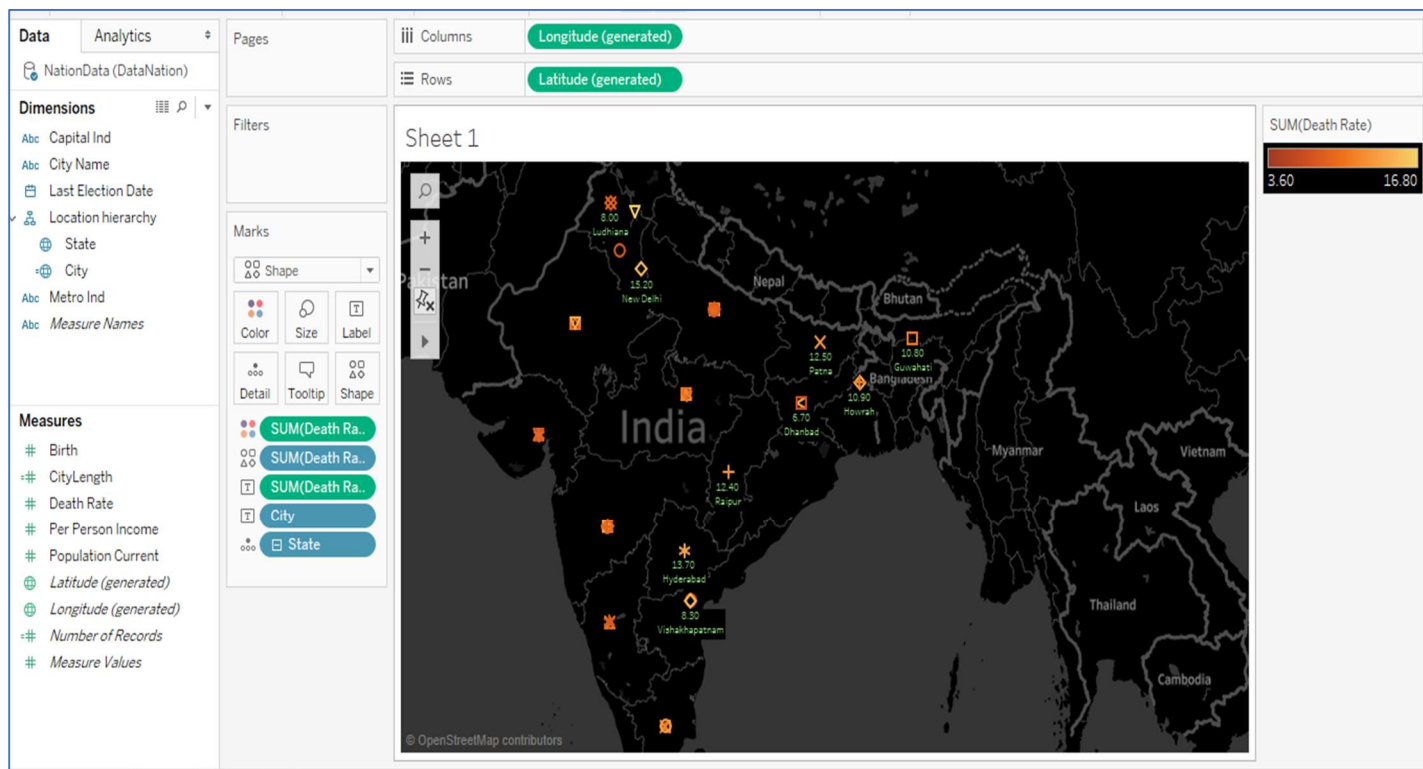 Data
Analytics
NationData (DataNation)
Dimensions
Abc Capital Ind
Abc City Name
Last Election Date
Location hierarchy
State
City
Abc Metro Ind
Abc Measure Names
Measures
Birth
CityLength
Death Rate
Per Person Income
Population Current
Latitude (generated)
Longitude (generated)
Number of Records
Measure Values
Pages
Filters
Marks
Shape
Color
Size
Label
Detail
Tooltip
Shape
SUM(Death Ra..
SUM(Death Ra..
SUM(Death Ra..
City
State
Columns
Longitude (generated)
Rows
Latitude (generated)
Sheet 1
8.00
Ludhiana
15.20
New Delhi
Pakistan
Nepal
Bhutan
12.50
Patna
10.80
Guwahati
Bangladesh
10.90
Howrah
6.70
Dhanbad
India
Myanmar
Vietnam
12.40
Raipur
Laos
13.70
Hyderabad
8.30
Vishakhapatnam
Thailand
Cambodia
© OpenStreetMap contributors
SUM(Death Rate)
3.60
16.80